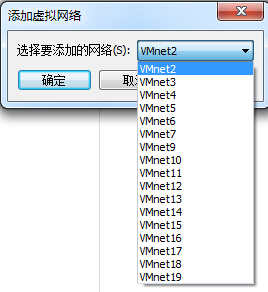 添加虚拟网络
选择要添加的网络(S): VMnet2
确定
VMnet2
VMnet3
VMnet4
VMnet5
VMnet6
VMnet7
VMnet9
VMnet10
VMnet11
VMnet12
VMnet13
VMnet14
VMnet15
VMnet16
VMnet17
VMnet18
VMnet19